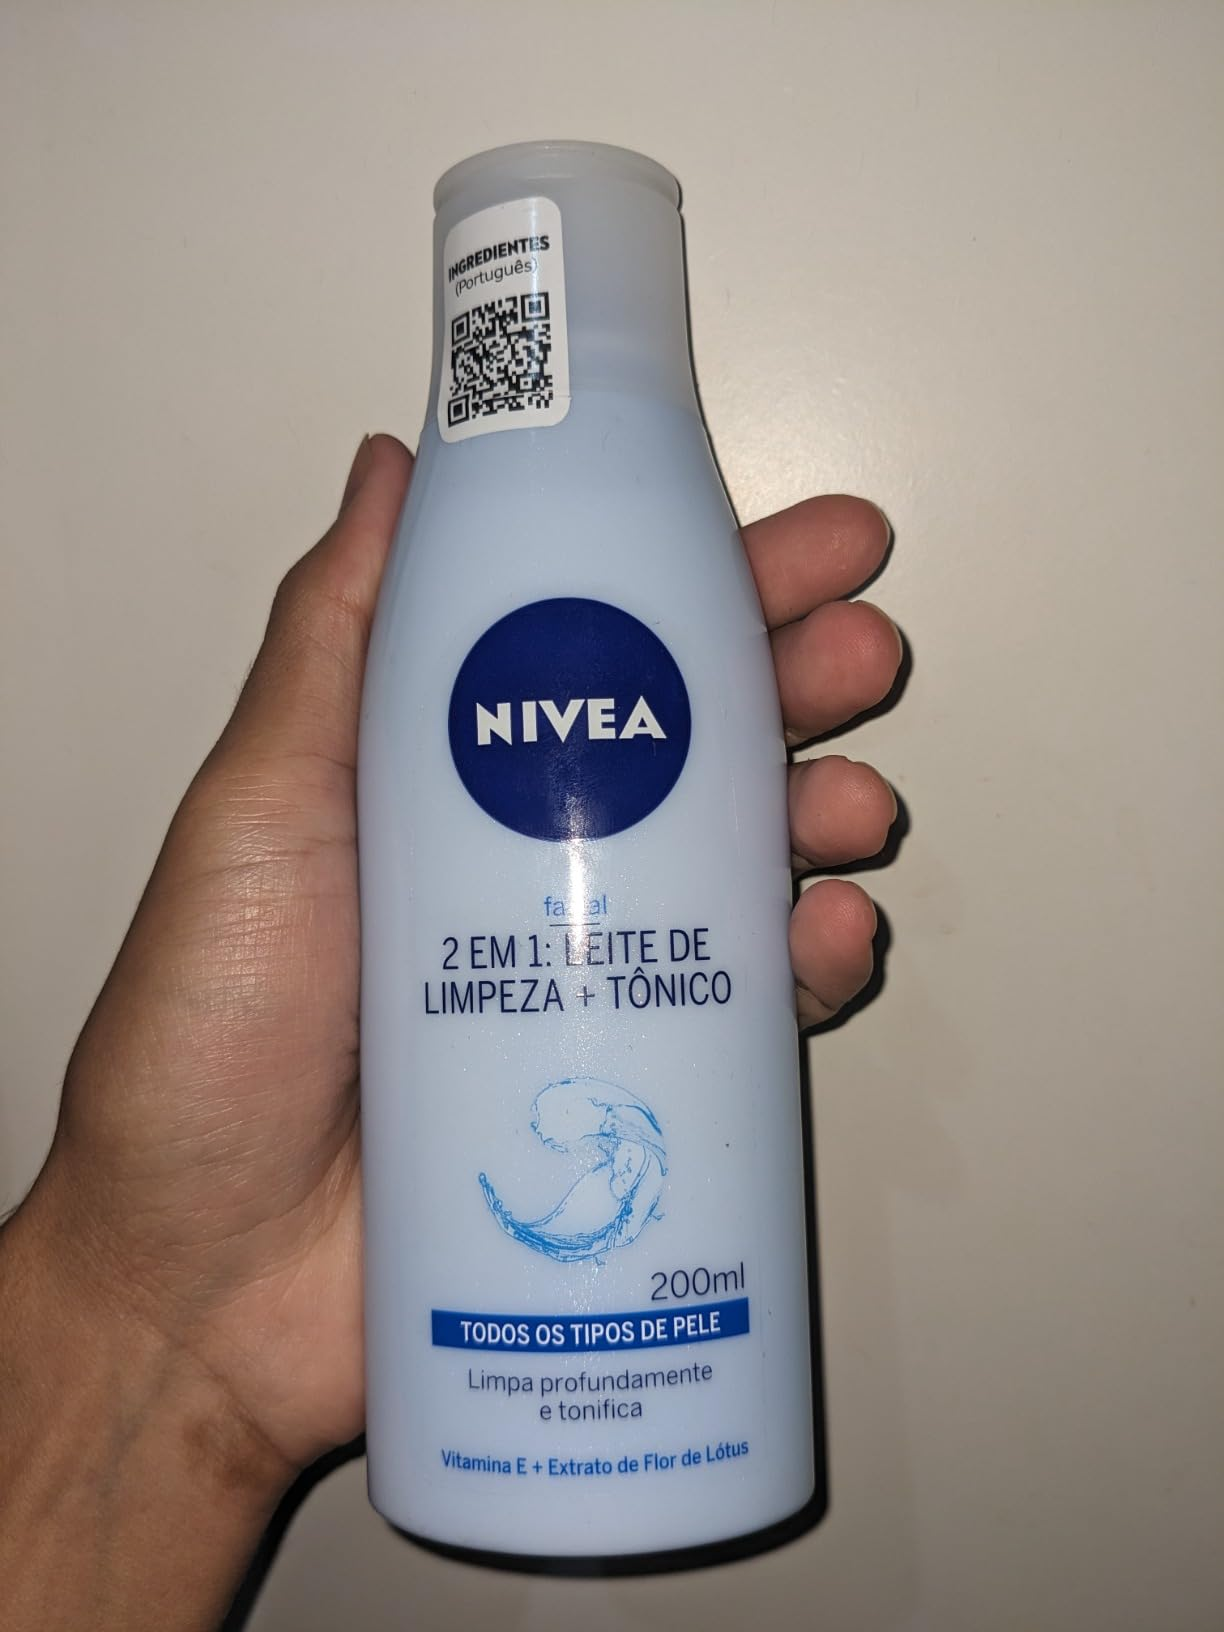 INGREDIENTES
(Português)
NIVEA
facial
2 EM 1: LEITE DE
LIMPEZA + TÔNICO
200ml
TODOS OS TIPOS DE PELE
Limpa profundamente
e tonifica
Vitamina E + Extrato de Flor de Lótus